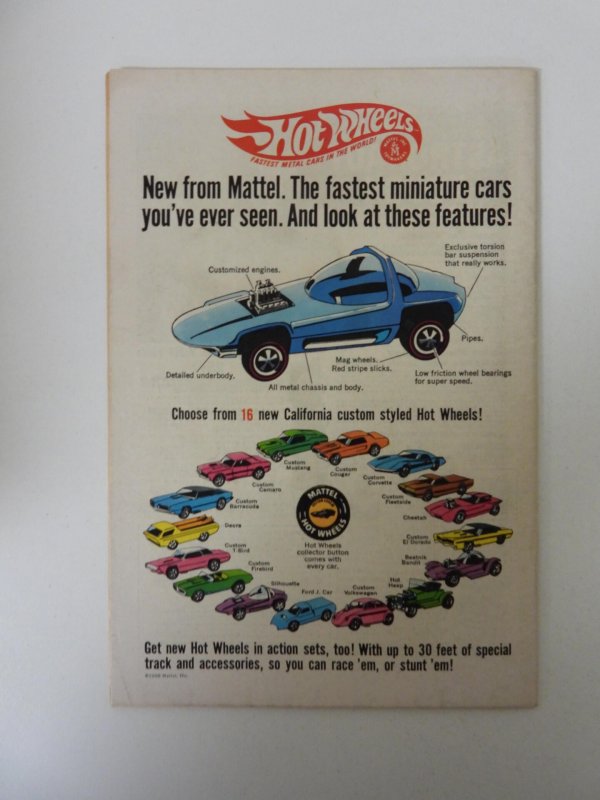 Hot Wheels
FASTEST METAL CARS IN THE WORLD!
New from Mattel. The fastest miniature cars
you've ever seen. And look at these features!
Exclusive torsion
bar suspension
that really works.
Customized engines.
Pipes.
Mag wheels.
Red stripe slicks.
Detailed underbody.
Low friction wheel bearings
for super speed.
All metal chassis and body.
Choose from 16 new California custom styled Hot Wheels!
Custom
Mustang
Custom
Cougar
Custom
Corvette
Custom
Camaro
Custom
Fleetside
Custom
Barracuda
Cheetah
Deora
Custom
El Dorado
Custom
T-Bird
Beatnik
Bandit
Custom
Firebird
Hot
Heap
Silhouette
Ford J. Car
Custom
Volkswagen
MATTEL
HOT WHEELS
Hot Wheels
collector button
comes with
every car.
Get new Hot Wheels in action sets, too! With up to 30 feet of special
track and accessories, so you can race 'em, or stunt 'em!
©1968 Mattel, Inc.